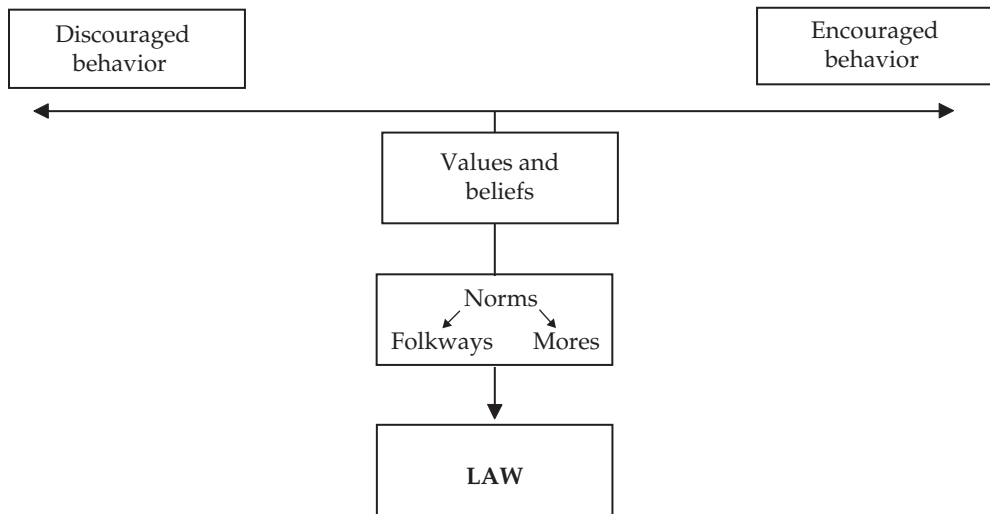 Discouraged
behavior
Encouraged
behavior
Values and
beliefs
Norms
Folkways Mores
LAW